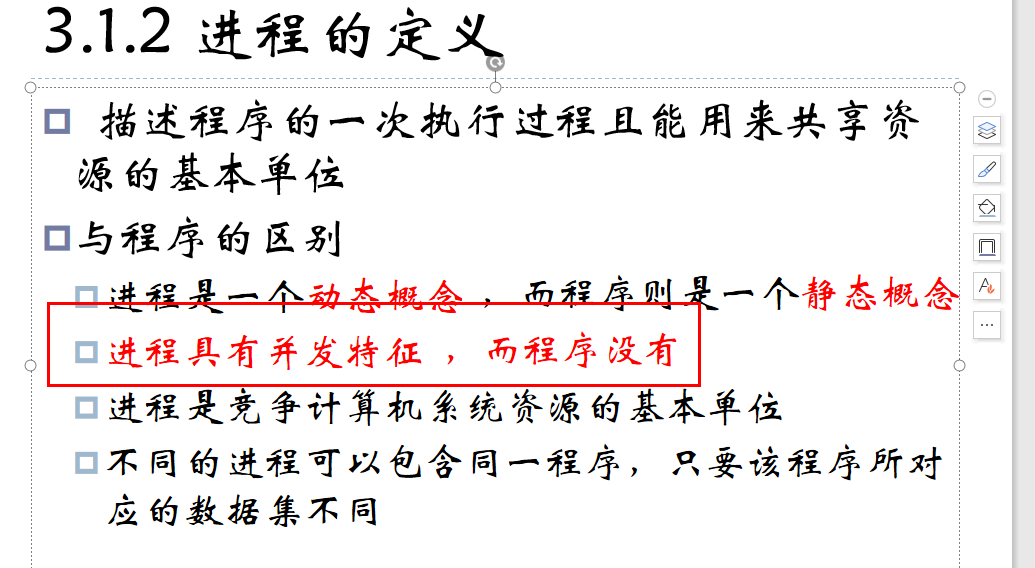 3.1.2 进程的定义
描述程序的一次执行过程且能用来共享资
源的基本单位
与程序的区别
进程是一个动态概念 ，而程序则是一个静态概念
进程具有并发特征 ，而程序没有
进程是竞争计算机系统资源的基本单位
不同的进程可以包含同一程序，只要该程序所对
应的数据集不同